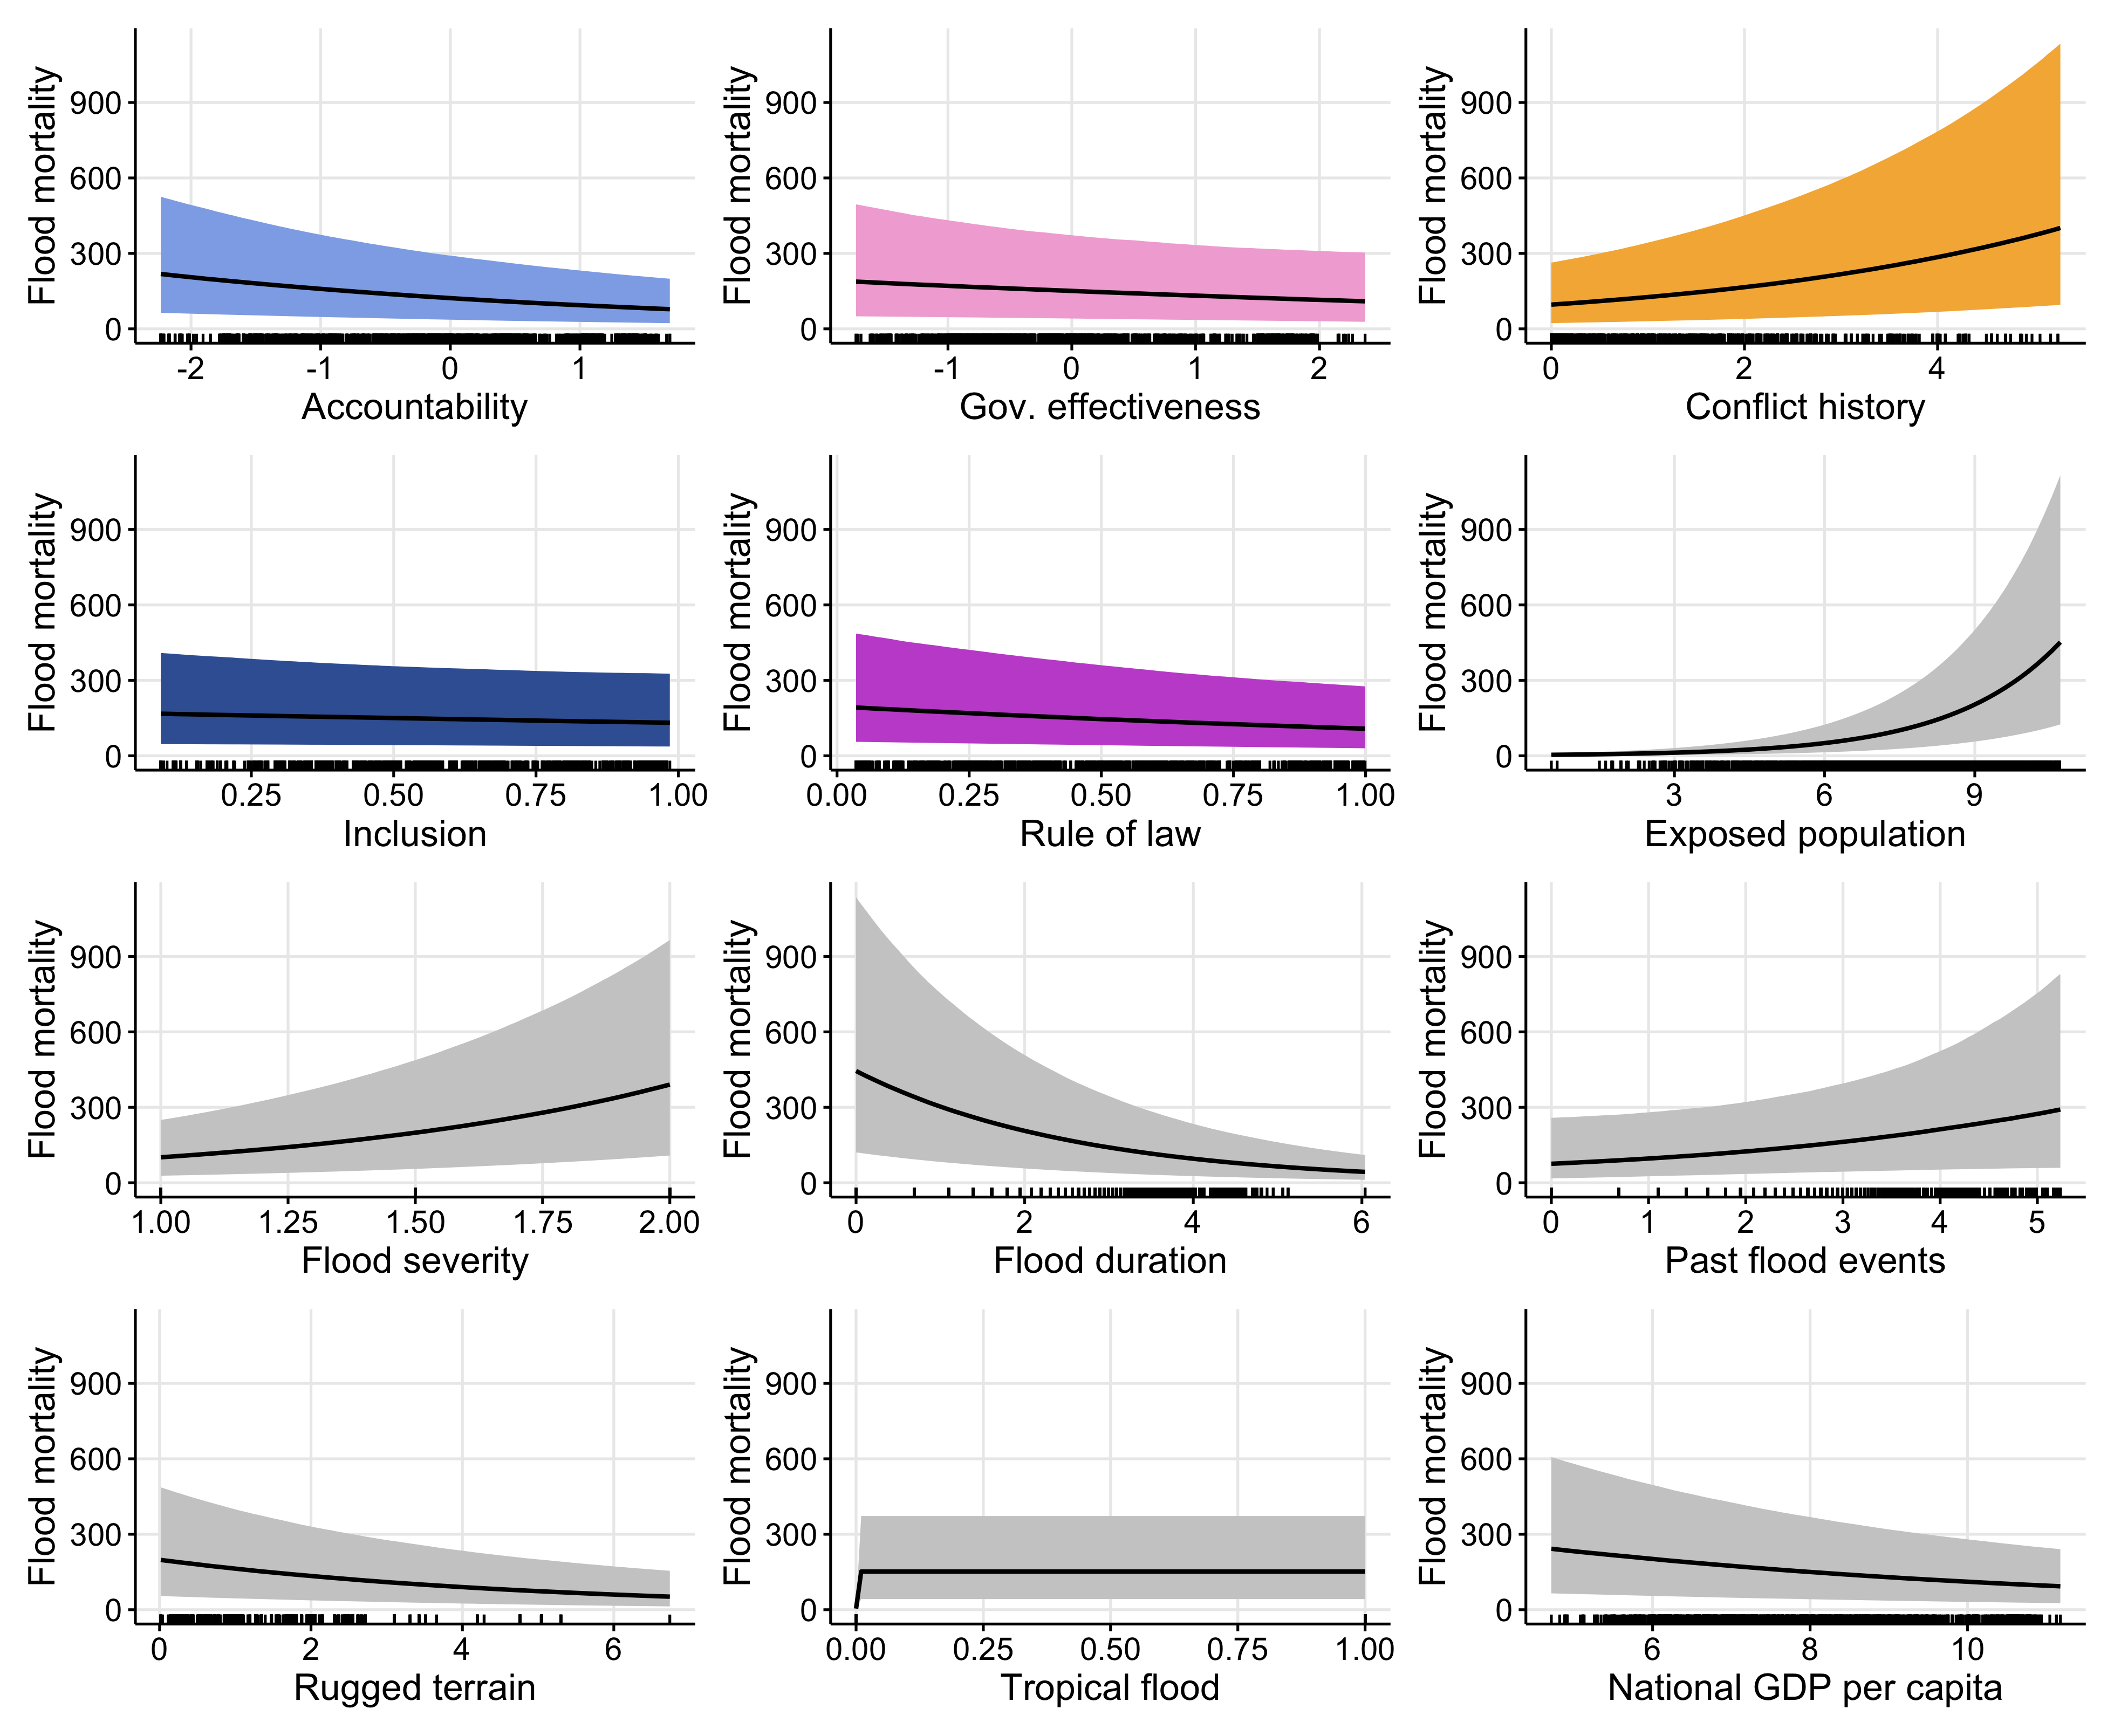 Flood mortality
900
600
300
0
-2 -1 0 1
Accountability
Flood mortality
900
600
300
0
-1 0 1 2
Gov. effectiveness
Flood mortality
900
600
300
0
0 2 4
Conflict history
Flood mortality
900
600
300
0
0.25 0.50 0.75 1.00
Inclusion
Flood mortality
900
600
300
0
0.00 0.25 0.50 0.75 1.00
Rule of law
Flood mortality
900
600
300
0
3 6 9
Exposed population
Flood mortality
900
600
300
0
1.00 1.25 1.50 1.75 2.00
Flood severity
Flood mortality
900
600
300
0
0 2 4 6
Flood duration
Flood mortality
900
600
300
0
0 1 2 3 4 5
Past flood events
Flood mortality
900
600
300
0
0 2 4 6
Rugged terrain
Flood mortality
900
600
300
0
0.00 0.25 0.50 0.75 1.00
Tropical flood
Flood mortality
900
600
300
0
6 8 10
National GDP per capita